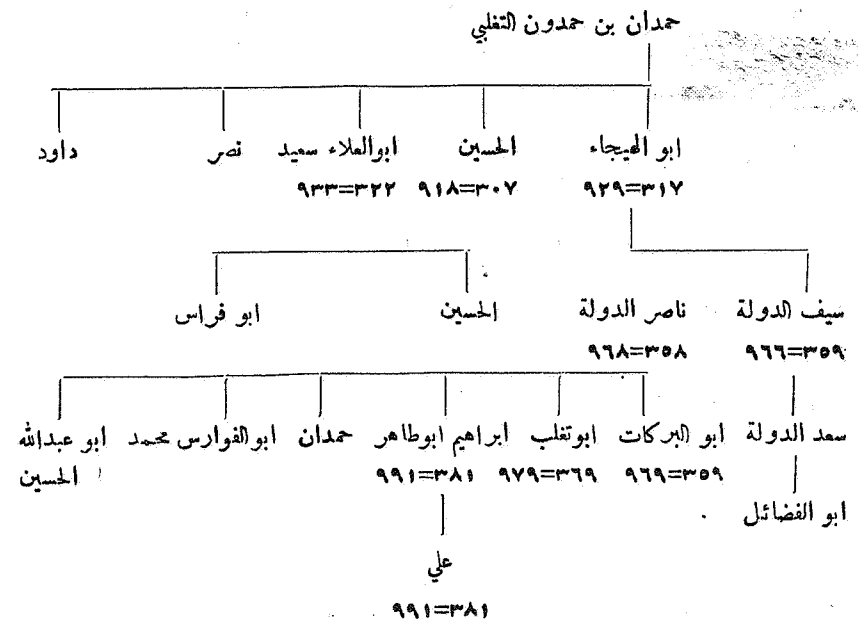 حمدان بن حمدون التغلبي
ابو الهيجاء الحسين ابوالعلاء سعيد نصر داود
٣١٧=٩٢٩ ٣٠٧=٩١٨ ٣٢٢=٩٣٣
سيف الدولة ناصر الدولة الحسين ابو فراس
٣٥٩=٩٦٦ ٣٥٨=٩٦٨
سعد الدولة ابو البركات ابوتغلب ابراهيم ابوطاهر حمدان ابوالفوارس محمد ابو عبدالله
٣٥٩=٩٦٩ ٣٦٩=٩٧٩ ٣٨١=٩٩١ الحسين
ابو الفضائل
علي
٣٨١=٩٩١